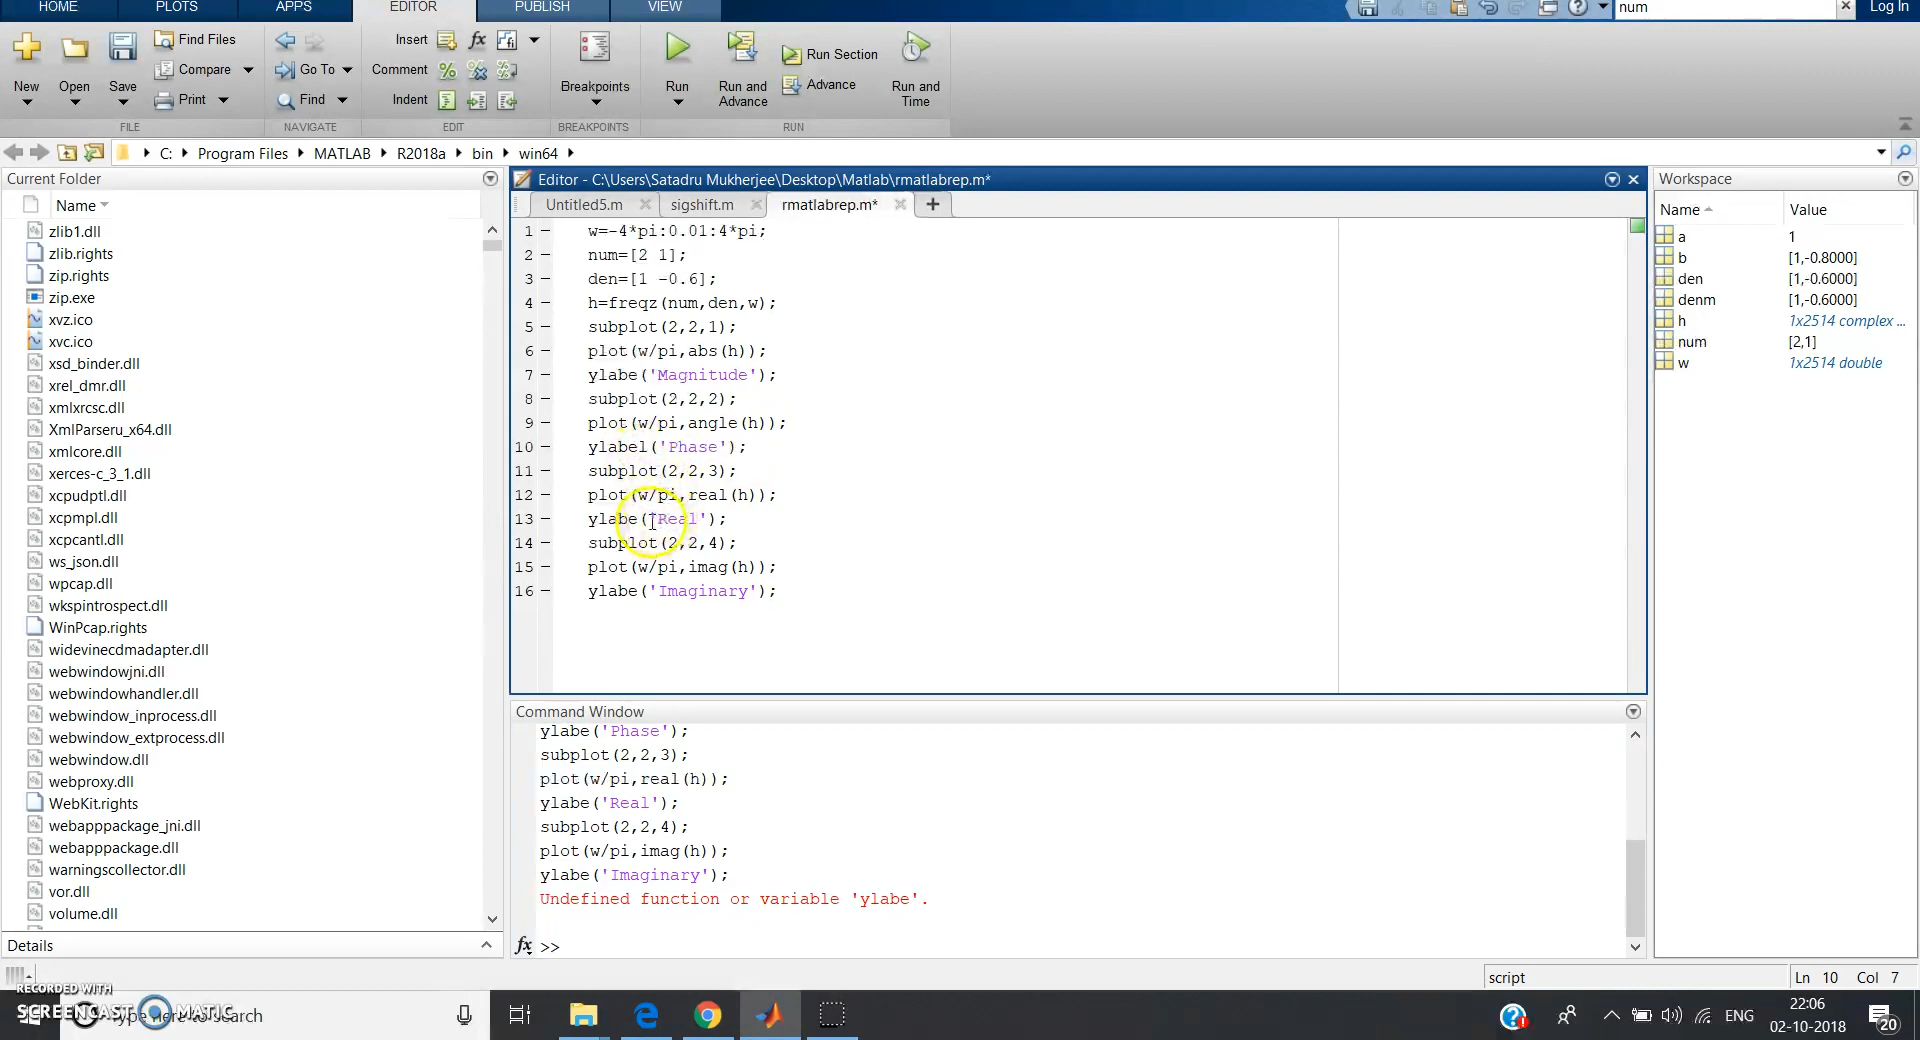 HOME PLOTS APPS EDITOR PUBLISH VIEW num Log In
New Open Save Find Files Compare Print
FILE
Go To Find
NAVIGATE
Insert fx
Comment
Indent
EDIT
Breakpoints
BREAKPOINTS
Run Run and Advance Run Section Advance Run and Time
RUN
C: Program Files MATLAB R2018a bin win64
Current Folder
Name
zlib1.dll
zlib.rights
zip.rights
zip.exe
xvz.ico
xvc.ico
xsd_binder.dll
xrel_dmr.dll
xmlxrcsc.dll
XmlParseru_x64.dll
xmlcore.dll
xerces-c_3_1.dll
xcpudptl.dll
xcpmpl.dll
xcpcantl.dll
ws_json.dll
wpcap.dll
wkspintrospect.dll
WinPcap.rights
widevinecdmadapter.dll
webwindowjni.dll
webwindowhandler.dll
webwindow_inprocess.dll
webwindow_extprocess.dll
webwindow.dll
webproxy.dll
WebKit.rights
webapppackage_jni.dll
webapppackage.dll
warningscollector.dll
vor.dll
volume.dll
Details
Editor - C:\Users\Satadru Mukherjee\Desktop\Matlab\rmatlabrep.m*
Untitled5.m sigshift.m rmatlabrep.m*
1 w=-4*pi:0.01:4*pi;
2 num=[2 1];
3 den=[1 -0.6];
4 h=freqz(num,den,w);
5 subplot(2,2,1);
6 plot(w/pi,abs(h));
7 ylabe('Magnitude');
8 subplot(2,2,2);
9 plot(w/pi,angle(h));
10 ylabel('Phase');
11 subplot(2,2,3);
12 plot(w/pi,real(h));
13 ylabe('Real');
14 subplot(2,2,4);
15 plot(w/pi,imag(h));
16 ylabe('Imaginary');
Command Window
ylabe('Phase');
subplot(2,2,3);
plot(w/pi,real(h));
ylabe('Real');
subplot(2,2,4);
plot(w/pi,imag(h));
ylabe('Imaginary');
Undefined function or variable 'ylabe'.
fx >>
Workspace
Name Value
a 1
b [1,-0.8000]
den [1,-0.6000]
denm [1,-0.6000]
h 1x2514 complex ...
num [2,1]
w 1x2514 double
script Ln 10 Col 7
RECORDED WITH
SCREENCAST MATIC
Type here to search
ENG
22:06
02-10-2018
20